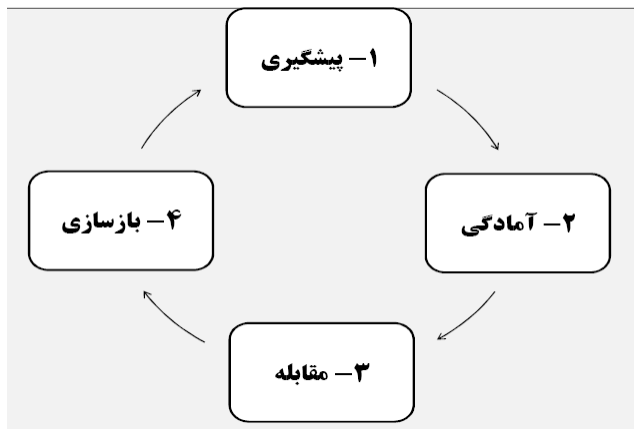 ۱- پیشگیری
۲- آمادگی
۳- مقابله
۴- بازسازی